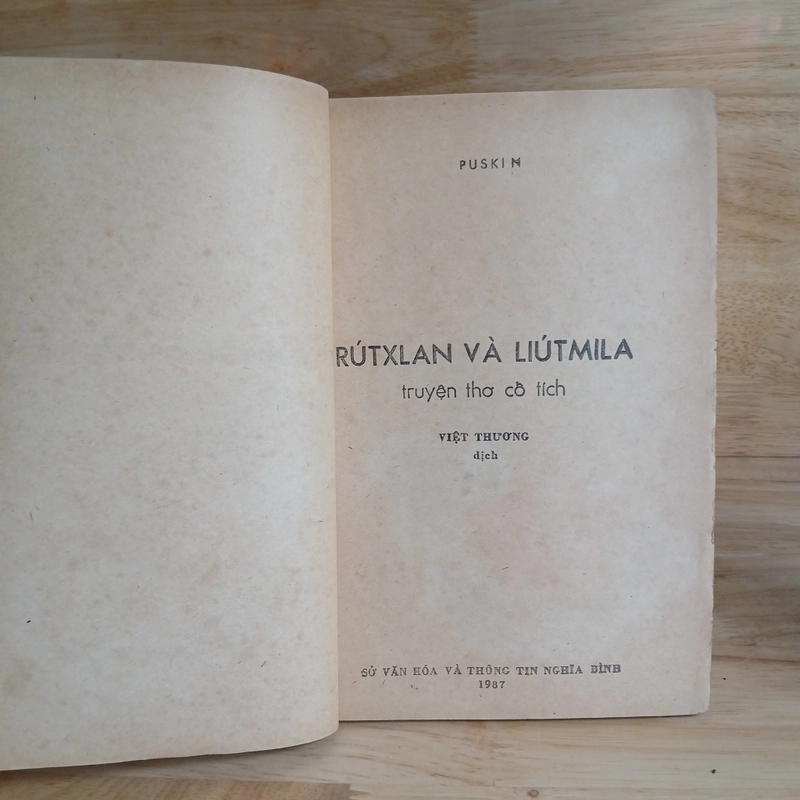 PUSKIN
RÚTXLAN VÀ LIÚTMILA
truyện thơ cổ tích
VIỆT THƯƠNG
dịch
SỞ VĂN HÓA VÀ THÔNG TIN NGHĨA BÌNH
1987